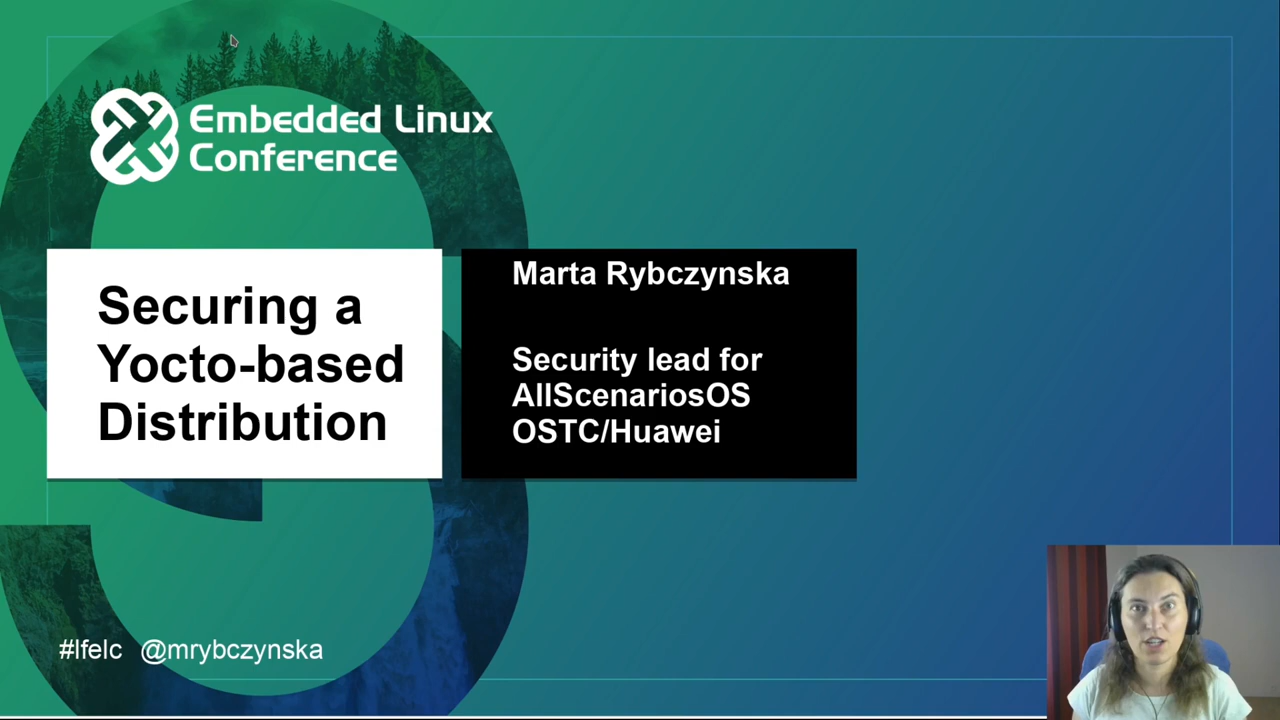 Embedded Linux
Conference
Securing a
Yocto-based
Distribution
Marta Rybczynska
Security lead for
AllScenariosOS
OSTC/Huawei
#lfelc @mrybczynska